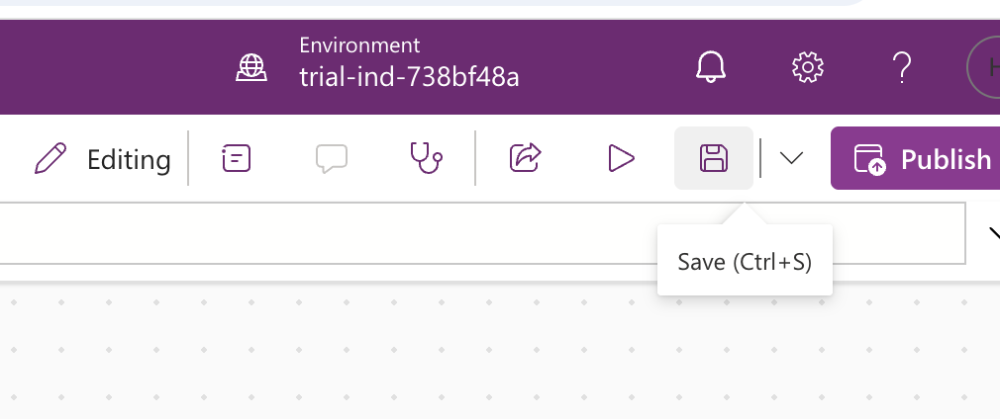 Environment
trial-ind-738bf48a
H
Editing
Publish
Save (Ctrl+S)